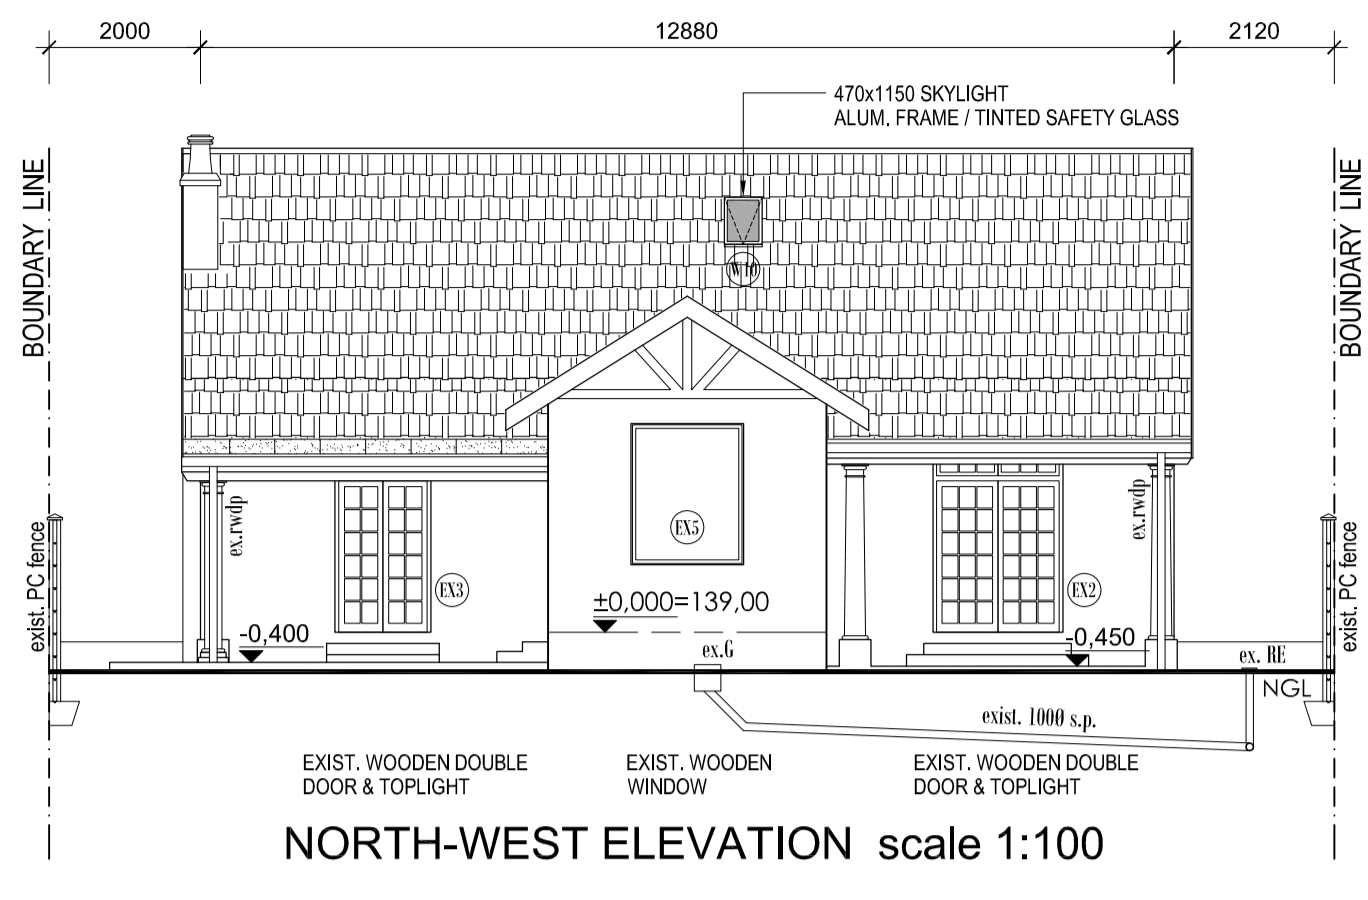 2000
12880
2120
470x1150 SKYLIGHT
ALUM. FRAME / TINTED SAFETY GLASS
BOUNDARY LINE
BOUNDARY LINE
W10
EX5
ex.rwdp
ex.rwdp
exist. PC fence
exist. PC fence
EX3
EX2
±0,000=139,00
-0,400
-0,450
ex.G
ex. RE
NGL
exist. 100Ø s.p.
EXIST. WOODEN DOUBLE
DOOR & TOPLIGHT
EXIST. WOODEN
WINDOW
EXIST. WOODEN DOUBLE
DOOR & TOPLIGHT
NORTH-WEST ELEVATION scale 1:100